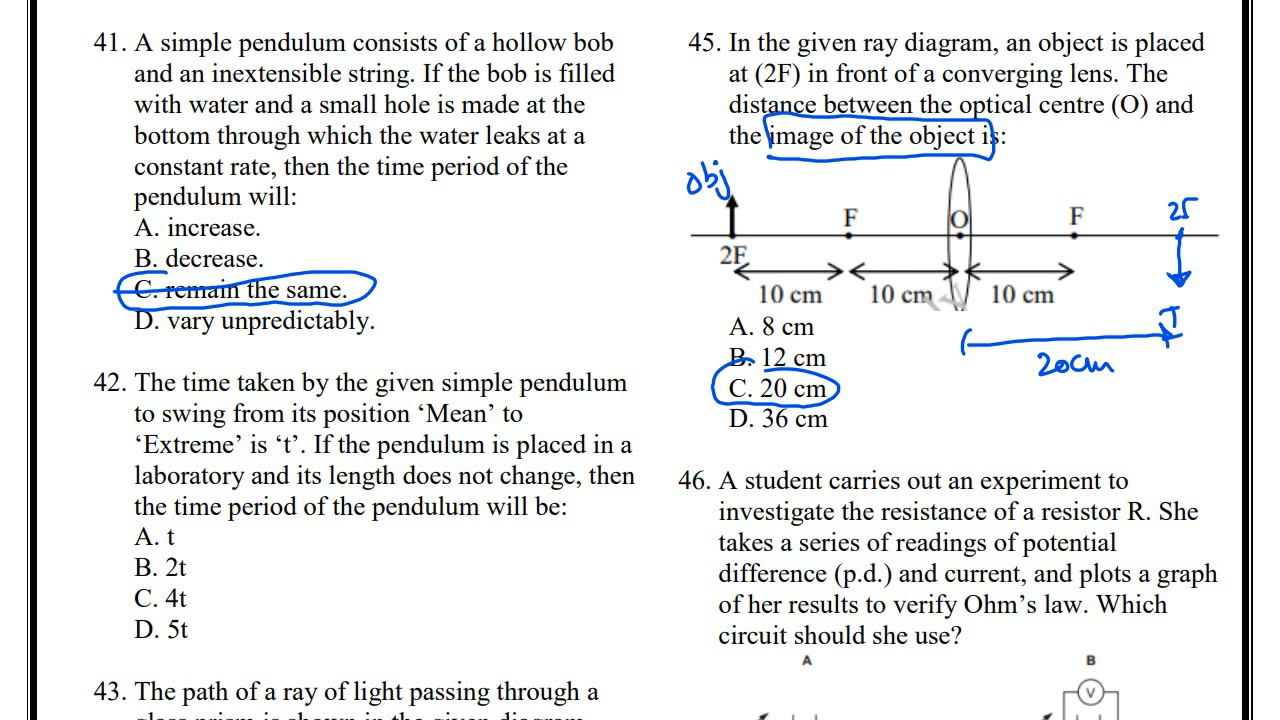 41. A simple pendulum consists of a hollow bob
and an inextensible string. If the bob is filled
with water and a small hole is made at the
bottom through which the water leaks at a
constant rate, then the time period of the
pendulum will:
A. increase.
B. decrease.
C. remain the same.
D. vary unpredictably.
42. The time taken by the given simple pendulum
to swing from its position ‘Mean’ to
‘Extreme’ is ‘t’. If the pendulum is placed in a
laboratory and its length does not change, then
the time period of the pendulum will be:
A. t
B. 2t
C. 4t
D. 5t
43. The path of a ray of light passing through a
45. In the given ray diagram, an object is placed
at (2F) in front of a converging lens. The
distance between the optical centre (O) and
the image of the object is:
obj
F
O
F
2F
2F
10 cm
10 cm
10 cm
I
20cm
A. 8 cm
B. 12 cm
C. 20 cm
D. 36 cm
46. A student carries out an experiment to
investigate the resistance of a resistor R. She
takes a series of readings of potential
difference (p.d.) and current, and plots a graph
of her results to verify Ohm’s law. Which
circuit should she use?
A
B
V